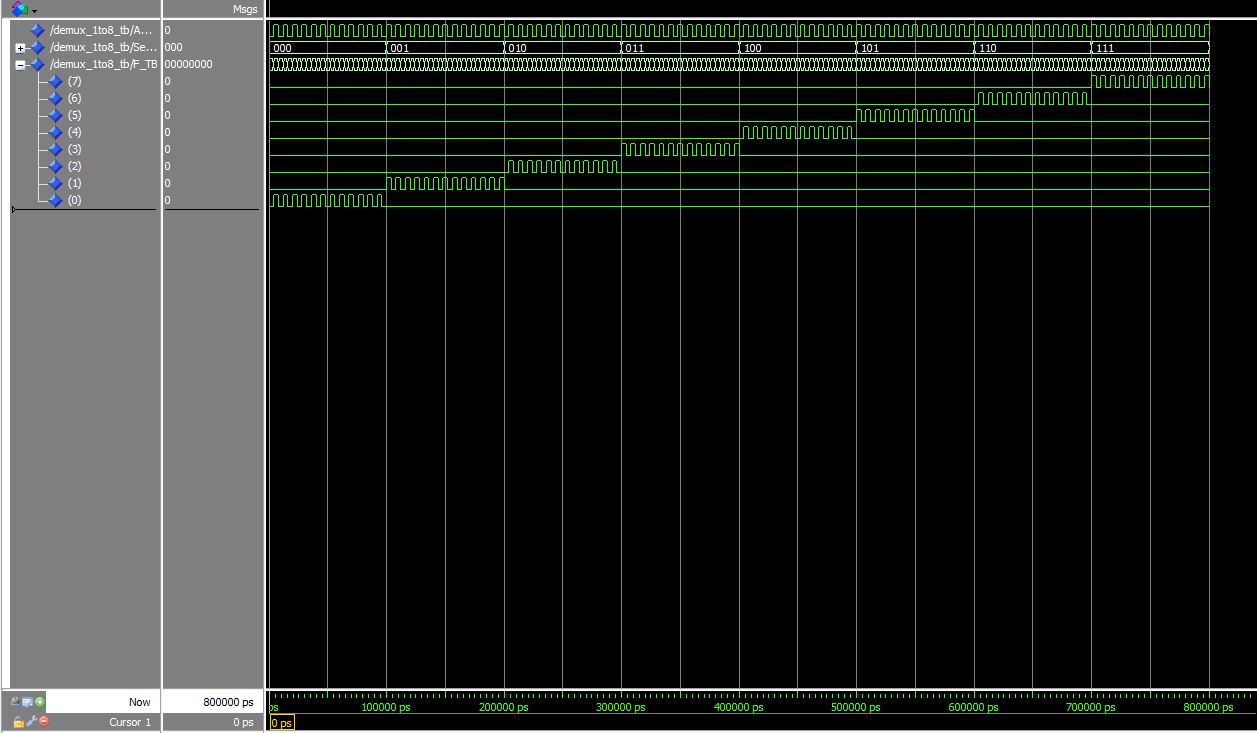 Msgs
/demux_1to8_tb/A... 0
/demux_1to8_tb/Se... 000 000 001 010 011 100 101 110 111
/demux_1to8_tb/F_TB 00000000
(7) 0
(6) 0
(5) 0
(4) 0
(3) 0
(2) 0
(1) 0
(0) 0
Now 800000 ps ps 100000 ps 200000 ps 300000 ps 400000 ps 500000 ps 600000 ps 700000 ps 800000 ps
Cursor 1 0 ps 0 ps